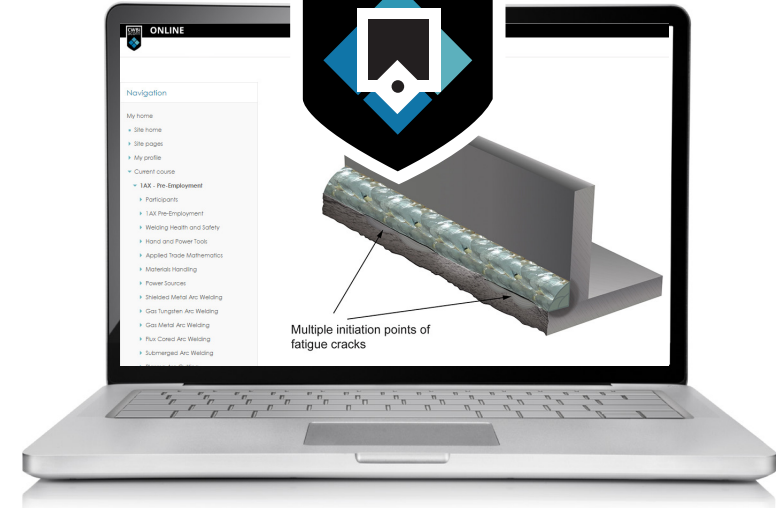 CWBi
ONLINE
Navigation
My home
Site home
Site pages
My profile
Current course
1AX - Pre-Employment
Participants
1AX Pre-Employment
Welding Health and Safety
Hand and Power Tools
Applied Trade Mathematics
Materials Handling
Power Sources
Shielded Metal Arc Welding
Gas Tungsten Arc Welding
Gas Metal Arc Welding
Flux Cored Arc Welding
Submerged Arc Welding
Multiple initiation points of
fatigue cracks